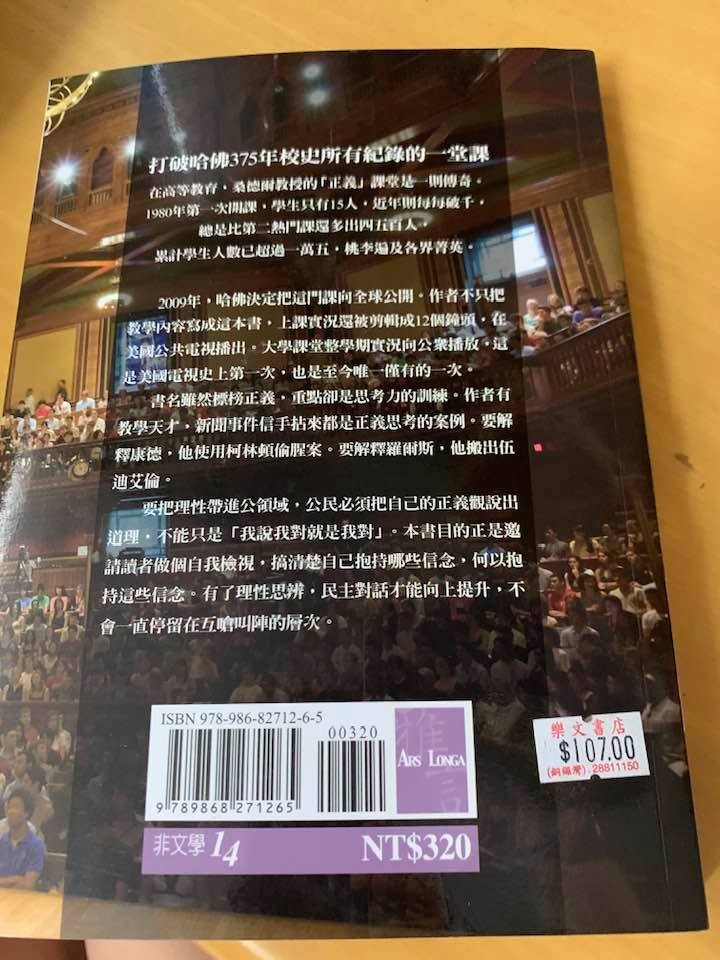 打破哈佛375年校史所有紀錄的一堂課
在高等教育，桑德爾教授的「正義」課堂是一則傳奇。
1980年第一次開課，學生只有15人，近年則每每破千，
總是比第二熱門課還多出四五百人，
累計學生人數已超過一萬五，桃李遍及各界菁英。
2009年，哈佛決定把這門課向全球公開。作者不只把
教學內容寫成這本書，上課實況還被剪輯成12個鐘頭，在
美國公共電視播出。大學課堂整學期實況向公眾播放，這
是美國電視史上第一次，也是至今唯一僅有的一次。
書名雖然標榜正義，重點卻是思考力的訓練。作者有
教學天才，新聞事件信手拈來都是正義思考的案例。要解
釋康德，他使用柯林頓偷腥案。要解釋羅爾斯，他搬出伍
迪艾倫。
要把理性帶進公領域，公民必須把自己的正義觀說出
道理，不能只是「我說我對就是我對」。本書目的正是邀
請讀者做個自我檢視，搞清楚自己抱持哪些信念，何以抱
持這些信念。有了理性思辨，民主對話才能向上提升，不
會一直停留在互嗆叫陣的層次。
ISBN 978-986-82712-6-5
00320
9 789868 271265
雅言
ARS LONGA
非文學 14
NT$320
樂文書店
$107.00
(銅鑼灣) 28811150